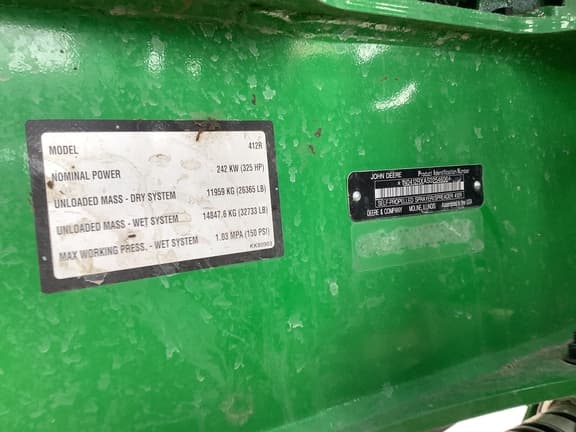 MODEL 412R
NOMINAL POWER 242 KW (325 HP)
UNLOADED MASS - DRY SYSTEM 11959 KG (26365 LB)
UNLOADED MASS - WET SYSTEM 14847.6 KG (32733 LB)
MAX WORKING PRESS. - WET SYSTEM 1.03 MPA (150 PSI)
JOHN DEERE Product Identification Number
SELF-PROPELLED SPRAYER/SPREADER 412R
DEERE & COMPANY MOLINE, ILLINOIS Assembled in the USA